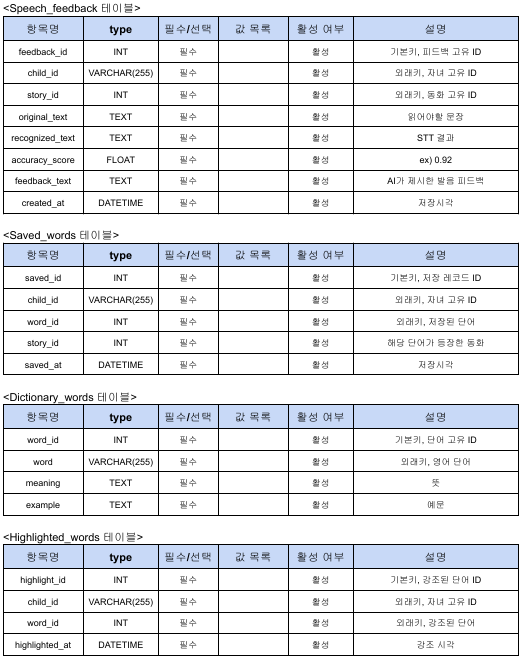 <Speech_feedback 테이블>
항목명 type 필수/선택 값 목록 활성 여부 설명
feedback_id INT 필수 활성 기본키, 피드백 고유 ID
child_id VARCHAR(255) 필수 활성 외래키, 자녀 고유 ID
story_id INT 필수 활성 외래키, 동화 고유 ID
original_text TEXT 필수 활성 읽어야할 문장
recognized_text TEXT 필수 활성 STT 결과
accuracy_score FLOAT 필수 활성 ex) 0.92
feedback_text TEXT 필수 활성 AI가 제시한 발음 피드백
created_at DATETIME 필수 활성 저장시각
<Saved_words 테이블>
항목명 type 필수/선택 값 목록 활성 여부 설명
saved_id INT 필수 활성 기본키, 저장 레코드 ID
child_id VARCHAR(255) 필수 활성 외래키, 자녀 고유 ID
word_id INT 필수 활성 외래키, 저장된 단어
story_id INT 필수 활성 해당 단어가 등장한 동화
saved_at DATETIME 필수 활성 저장시각
<Dictionary_words 테이블>
항목명 type 필수/선택 값 목록 활성 여부 설명
word_id INT 필수 활성 기본키, 단어 고유 ID
word VARCHAR(255) 필수 활성 외래키, 영어 단어
meaning TEXT 필수 활성 뜻
example TEXT 필수 활성 예문
<Highlighted_words 테이블>
항목명 type 필수/선택 값 목록 활성 여부 설명
highlight_id INT 필수 활성 기본키, 강조된 단어 ID
child_id VARCHAR(255) 필수 활성 외래키, 자녀 고유 ID
word_id INT 필수 활성 외래키, 강조된 단어
highlighted_at DATETIME 필수 활성 강조 시각